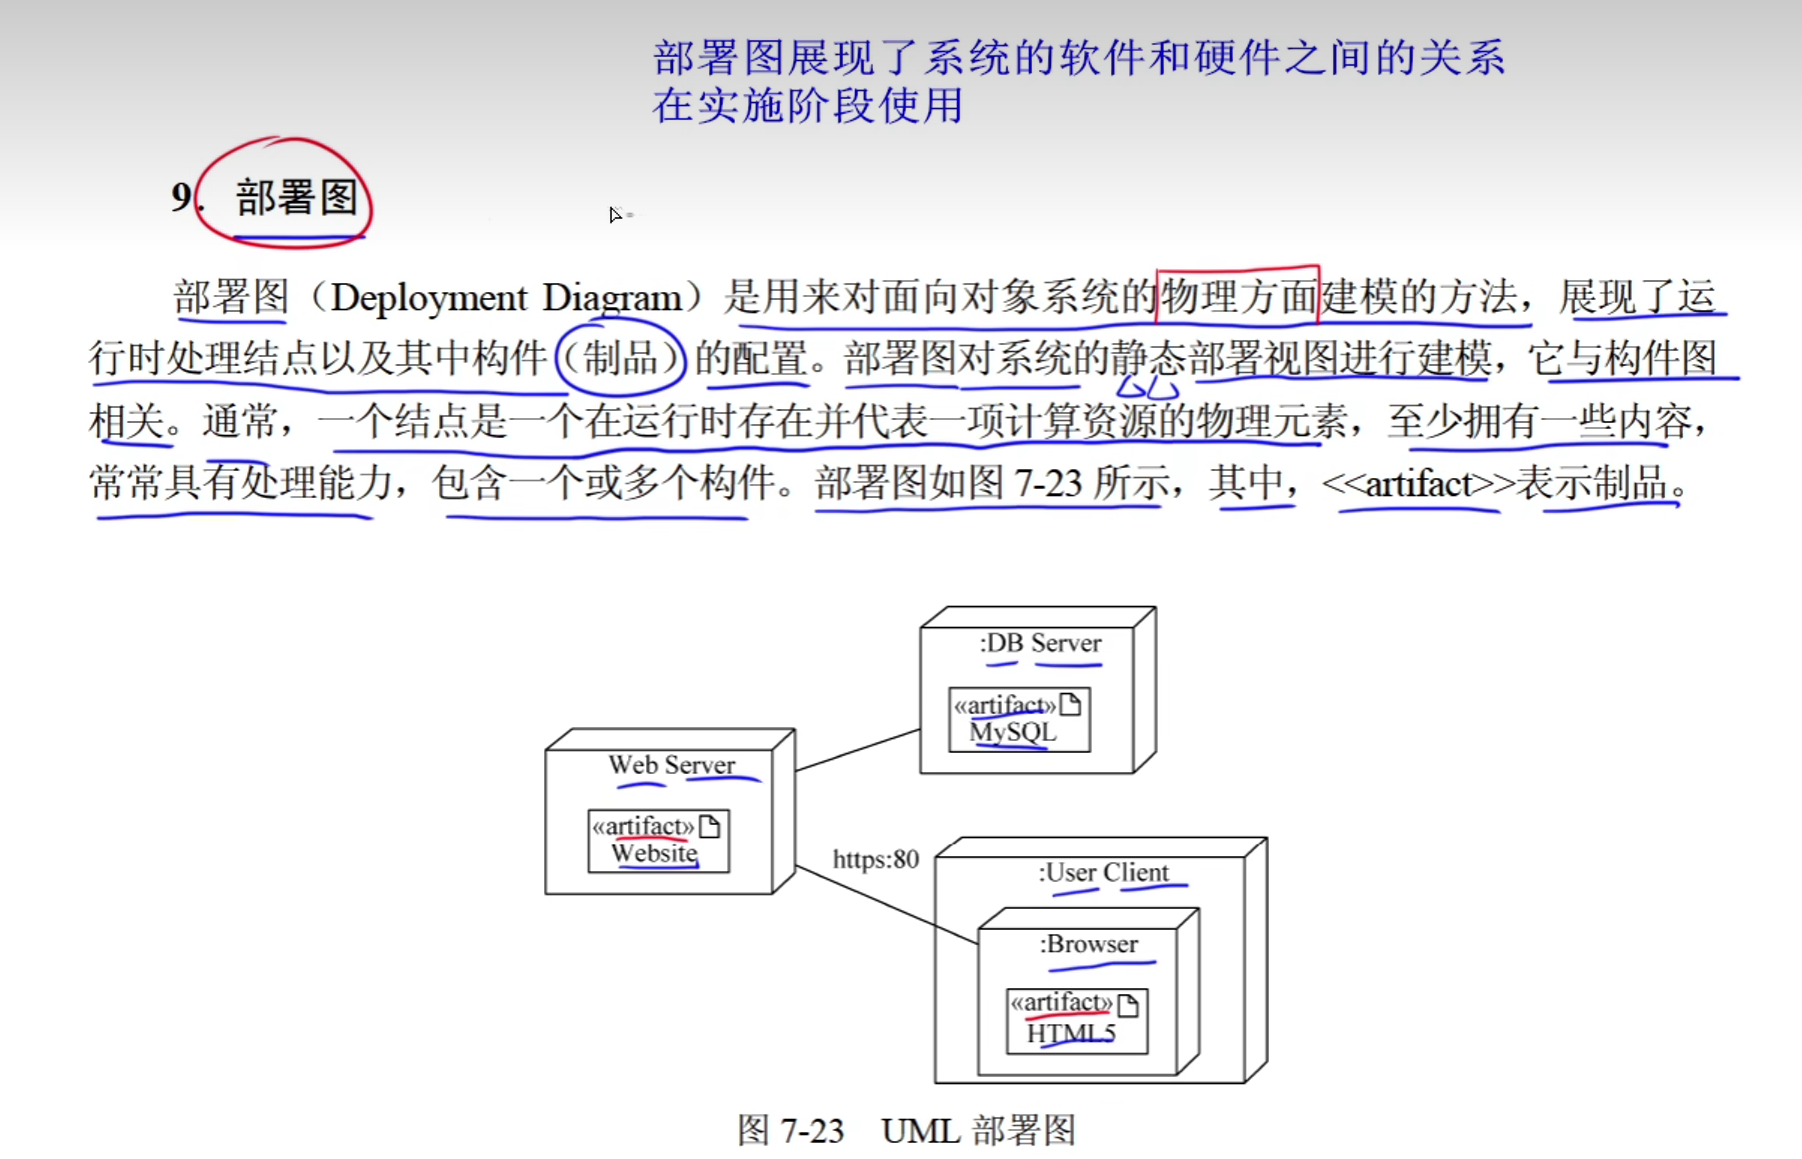 部署图展现了系统的软件和硬件之间的关系
在实施阶段使用
9. 部署图
部署图（Deployment Diagram）是用来对面向对象系统的物理方面建模的方法，展现了运
行时处理结点以及其中构件（制品）的配置。部署图对系统的静态部署视图进行建模，它与构件图
相关。通常，一个结点是一个在运行时存在并代表一项计算资源的物理元素，至少拥有一些内容，
常常具有处理能力，包含一个或多个构件。部署图如图 7-23 所示，其中，<<artifact>>表示制品。
:DB Server
«artifact»
MySQL
Web Server
«artifact»
Website
https:80
:User Client
:Browser
«artifact»
HTML5
图 7-23 UML 部署图